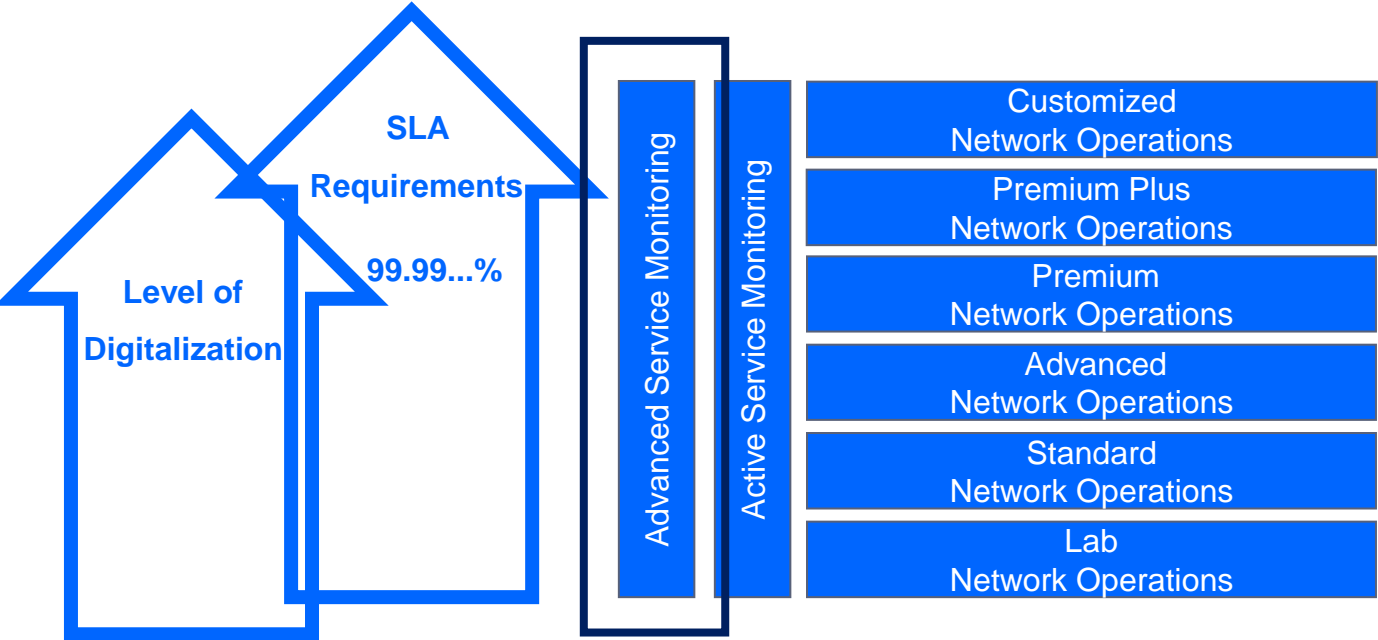 SLA
Requirements
99.99...%
Level of
Digitalization
Advanced Service Monitoring
Active Service Monitoring
Customized
Network Operations
Premium Plus
Network Operations
Premium
Network Operations
Advanced
Network Operations
Standard
Network Operations
Lab
Network Operations